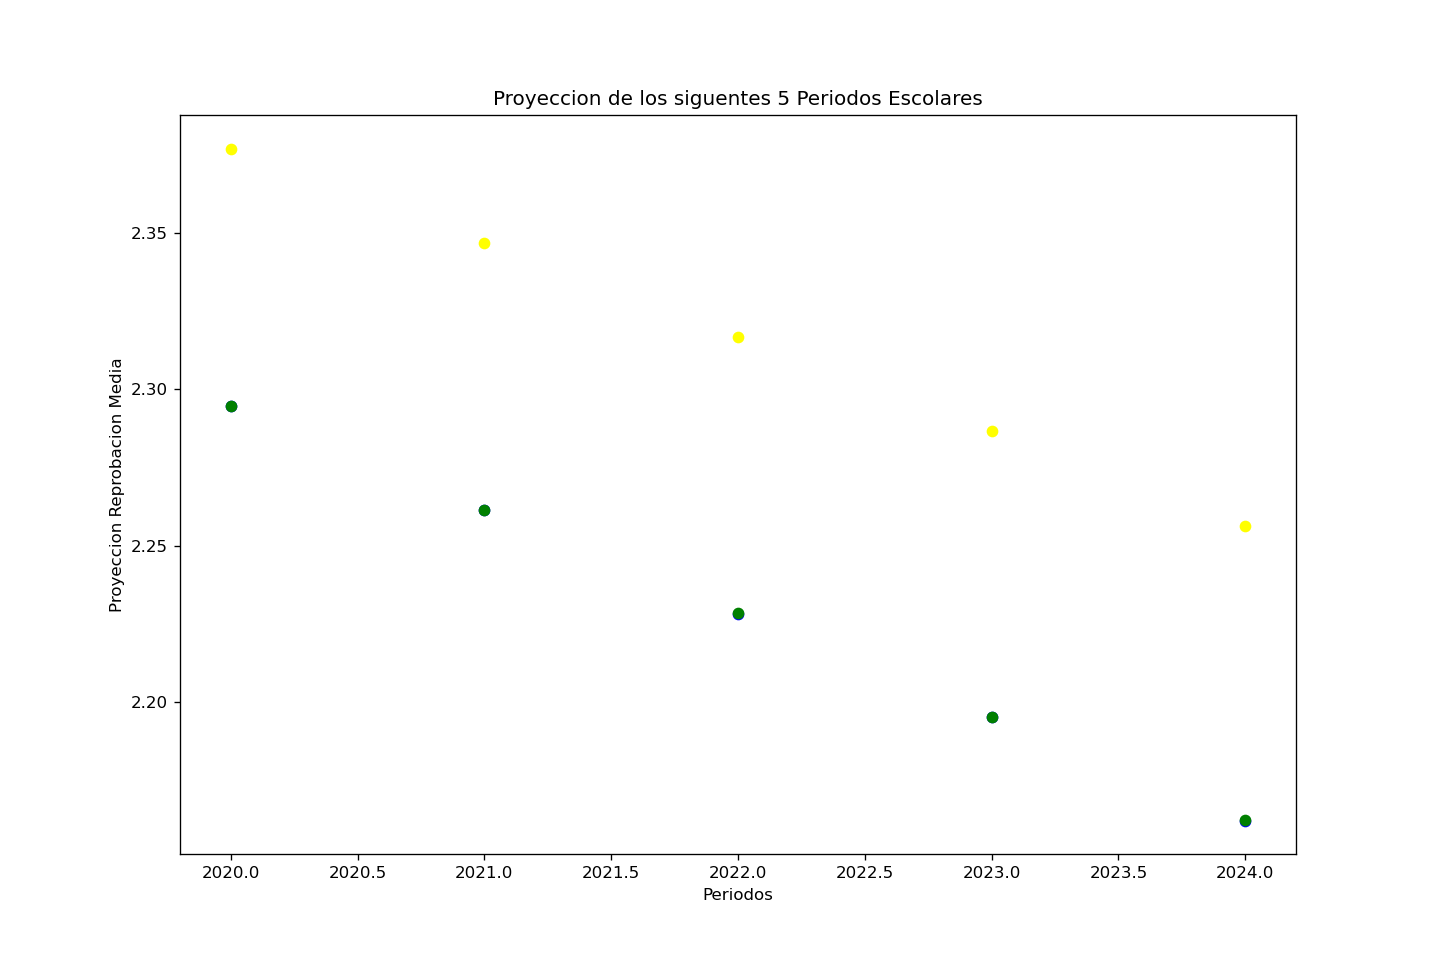 Proyeccion de los siguentes 5 Periodos Escolares
Proyeccion Reprobacion Media
2.35
2.30
2.25
2.20
2020.0 2020.5 2021.0 2021.5 2022.0 2022.5 2023.0 2023.5 2024.0
Periodos